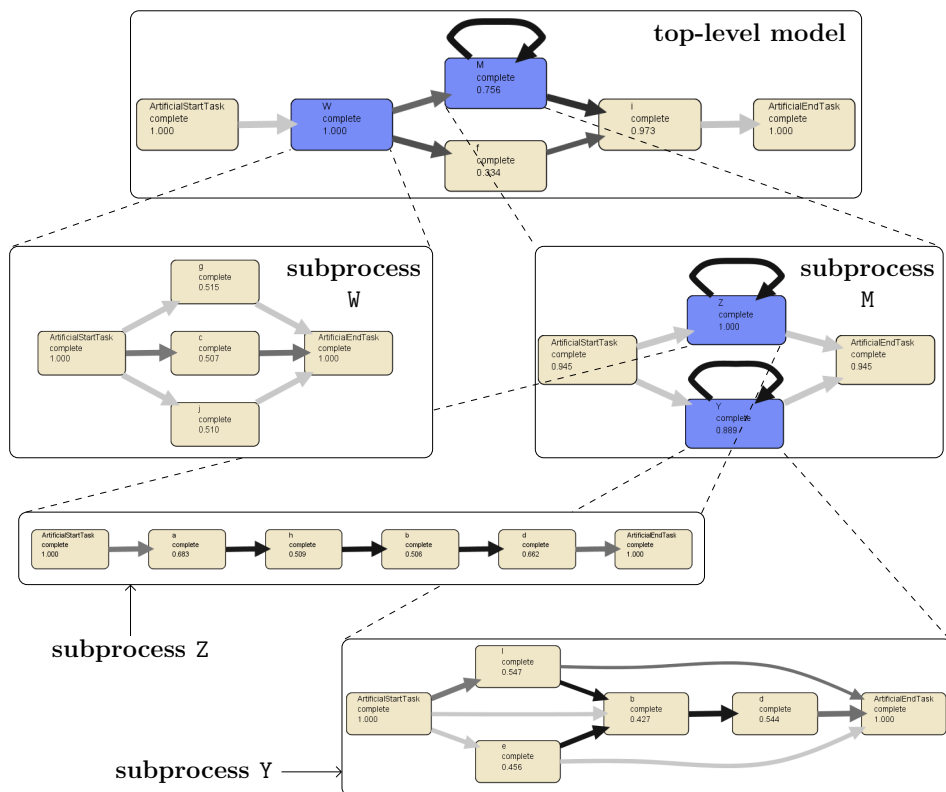 top-level model
M
complete
0.756
ArtificialStartTask
complete
1.000
W
complete
1.000
i
complete
0.973
ArtificialEndTask
complete
1.000
f
complete
0.334
subprocess
W
g
complete
0.515
ArtificialStartTask
complete
1.000
c
complete
0.507
ArtificialEndTask
complete
1.000
j
complete
0.510
subprocess
M
Z
complete
1.000
ArtificialStartTask
complete
0.945
ArtificialEndTask
complete
0.945
Y
complete
0.889
ArtificialStartTask
complete
1.000
a
complete
0.683
h
complete
0.509
b
complete
0.506
d
complete
0.662
ArtificialEndTask
complete
1.000
subprocess Z
l
complete
0.547
ArtificialStartTask
complete
1.000
b
complete
0.427
d
complete
0.544
ArtificialEndTask
complete
1.000
e
complete
0.456
subprocess Y